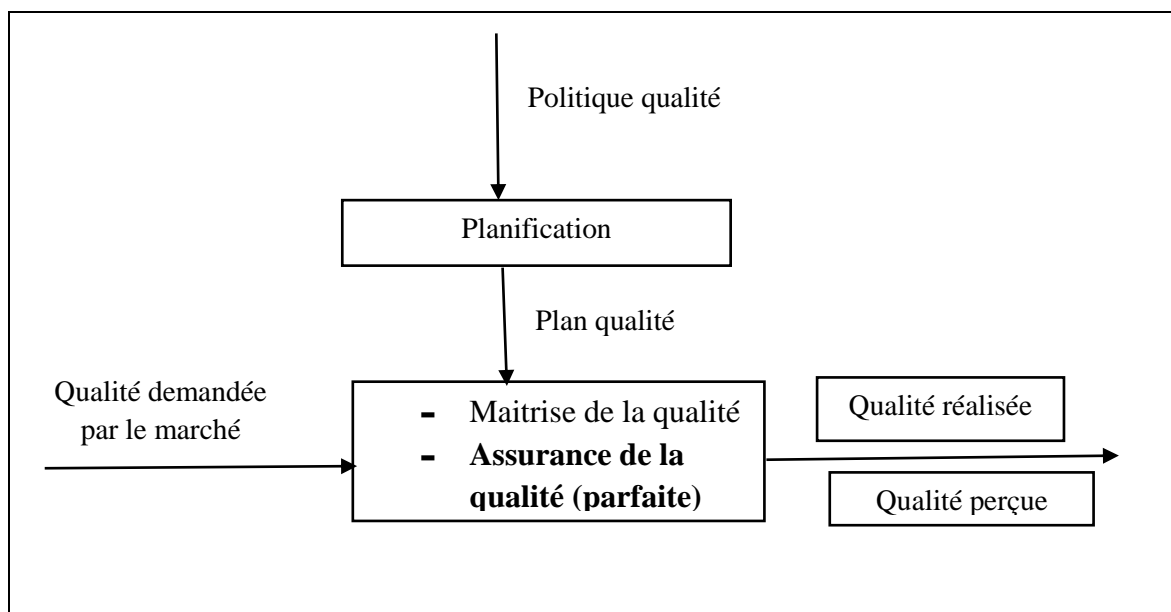 Politique qualité
Planification
Plan qualité
Qualité demandée
par le marché
- Maitrise de la qualité
- Assurance de la
qualité (parfaite)
Qualité réalisée
Qualité perçue